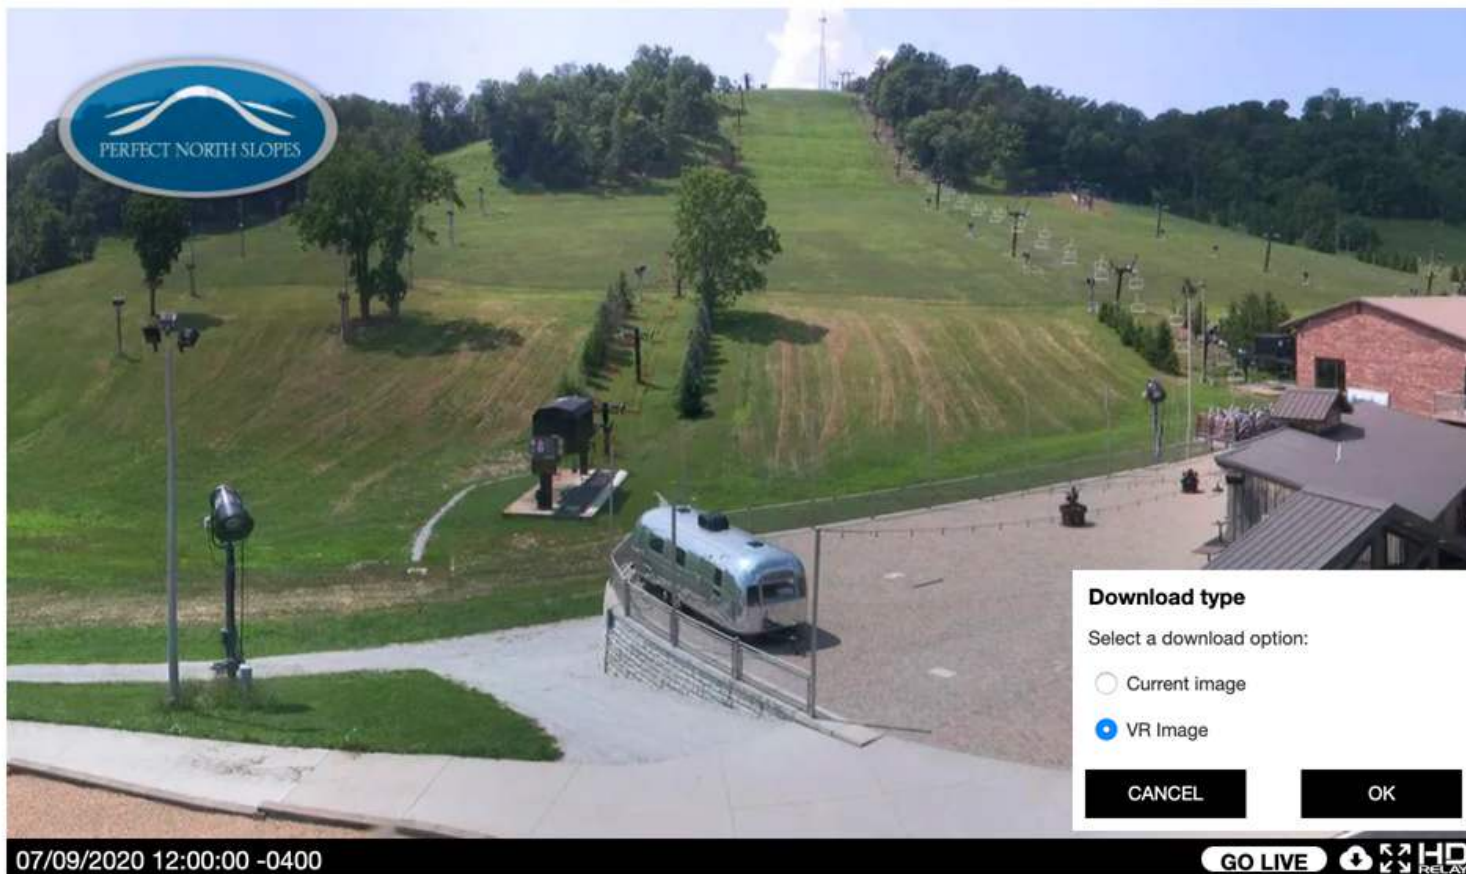 PERFECT NORTH SLOPES
Download type
Select a download option:
Current image
VR Image
CANCEL
OK
07/09/2020 12:00:00 -0400
GO LIVE
HD
RELAY